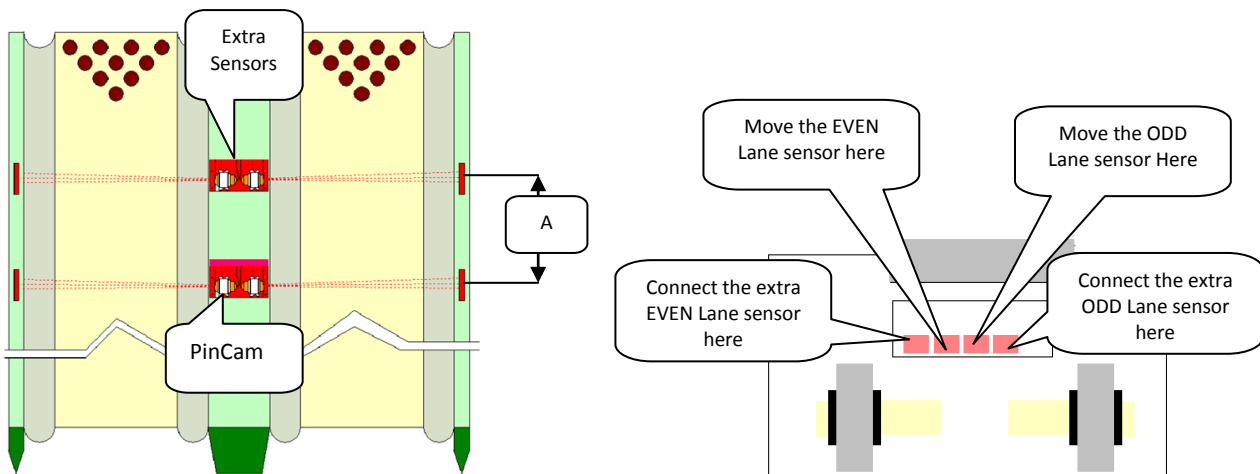 Extra
Sensors
A
PinCam
Move the EVEN
Lane sensor here
Move the ODD
Lane sensor Here
Connect the extra
EVEN Lane sensor
here
Connect the extra
ODD Lane sensor
here